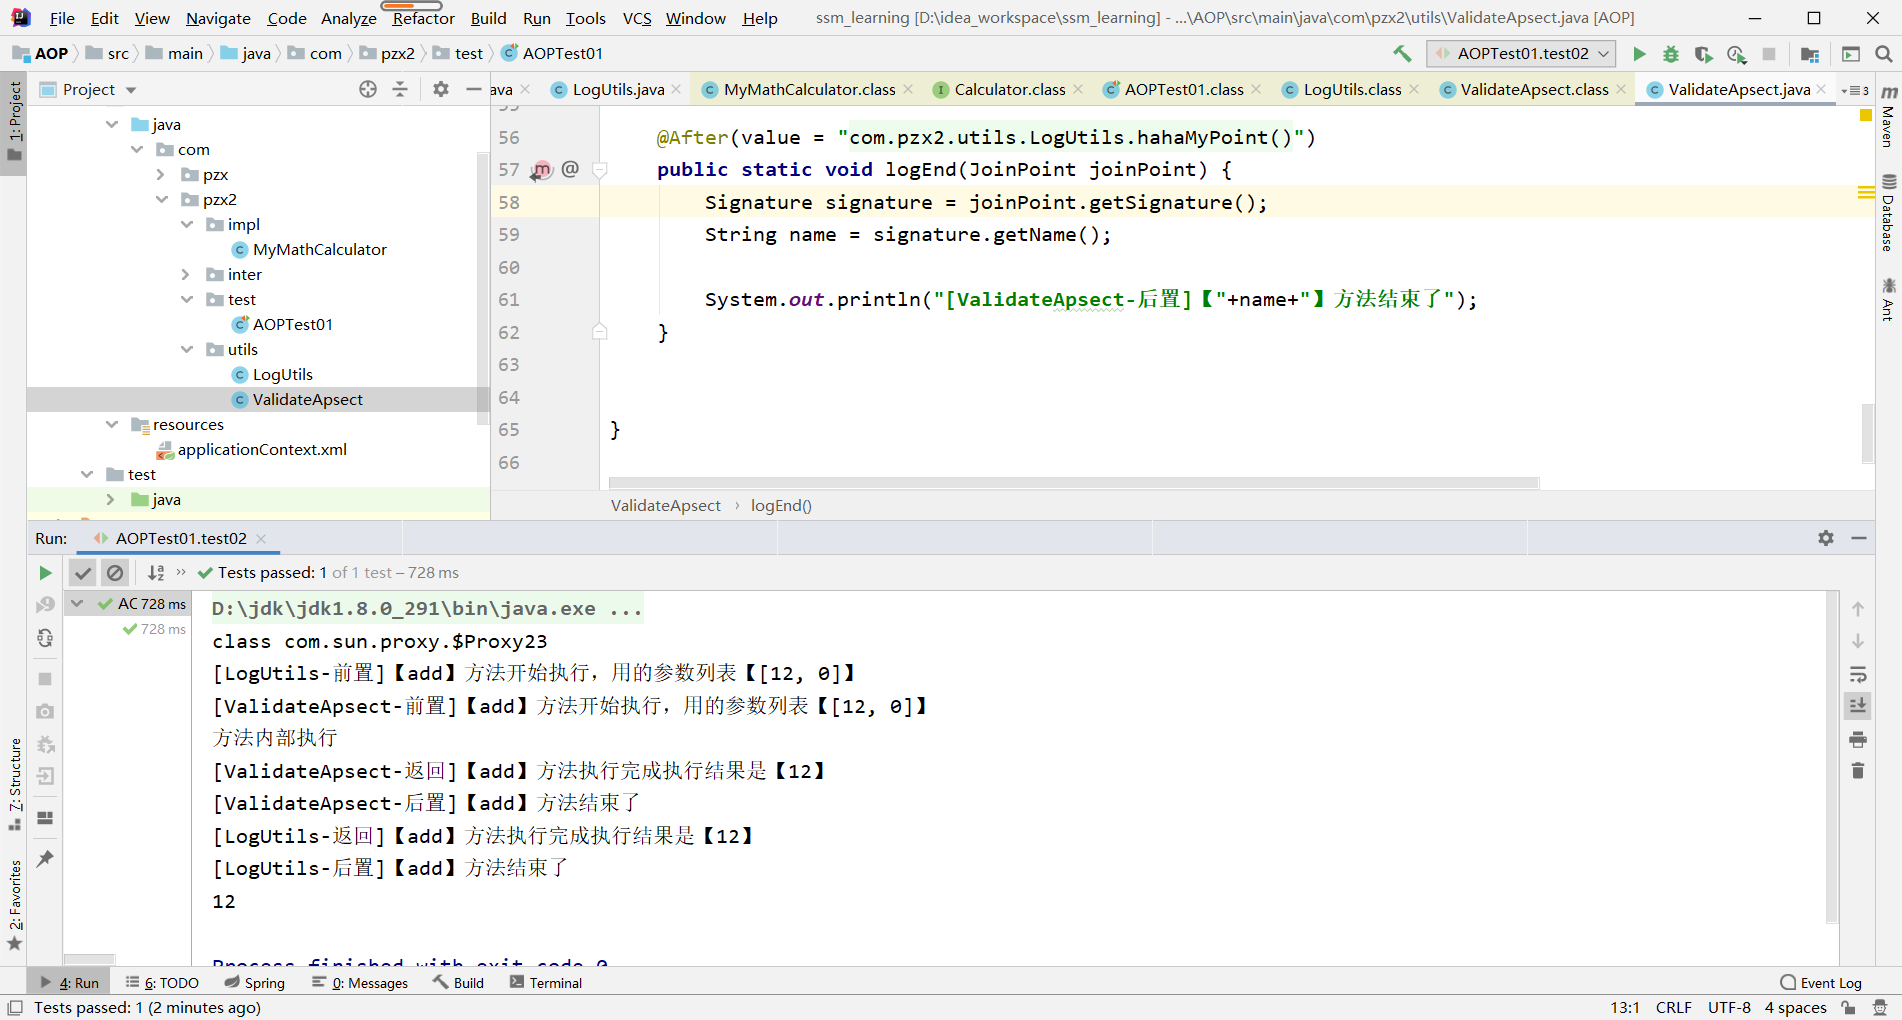 File Edit View Navigate Code Analyze Refactor Build Run Tools VCS Window Help ssm_learning [D:\idea_workspace\ssm_learning] - ...\AOP\src\main\java\com\pzx2\utils\ValidateApsect.java [AOP]
AOP src main java com pzx2 test AOPTest01 AOPTest01.test02
Project ava LogUtils.java MyMathCalculator.class Calculator.class AOPTest01.class LogUtils.class ValidateApsect.class ValidateApsect.java 3
1: Project
java
com
pzx
pzx2
impl
MyMathCalculator
inter
test
AOPTest01
utils
LogUtils
ValidateApsect
resources
applicationContext.xml
test
java
55
56 @After(value = "com.pzx2.utils.LogUtils.hahaMyPoint()")
57 public static void logEnd(JoinPoint joinPoint) {
58 Signature signature = joinPoint.getSignature();
59 String name = signature.getName();
60
61 System.out.println("[ValidateApsect-后置]【"+name+"】方法结束了");
62 }
63
64
65 }
66
ValidateApsect › logEnd()
Maven
Database
Ant
Run: AOPTest01.test02
Tests passed: 1 of 1 test – 728 ms
AC 728 ms
728 ms
D:\jdk\jdk1.8.0_291\bin\java.exe ...
class com.sun.proxy.$Proxy23
[LogUtils-前置]【add】方法开始执行，用的参数列表【[12, 0]】
[ValidateApsect-前置]【add】方法开始执行，用的参数列表【[12, 0]】
方法内部执行
[ValidateApsect-返回]【add】方法执行完成执行结果是【12】
[ValidateApsect-后置]【add】方法结束了
[LogUtils-返回]【add】方法执行完成执行结果是【12】
[LogUtils-后置]【add】方法结束了
12
Process finished with exit code 0
7: Structure
2: Favorites
4: Run 6: TODO Spring 0: Messages Build Terminal Event Log
Tests passed: 1 (2 minutes ago) 13:1 CRLF UTF-8 4 spaces